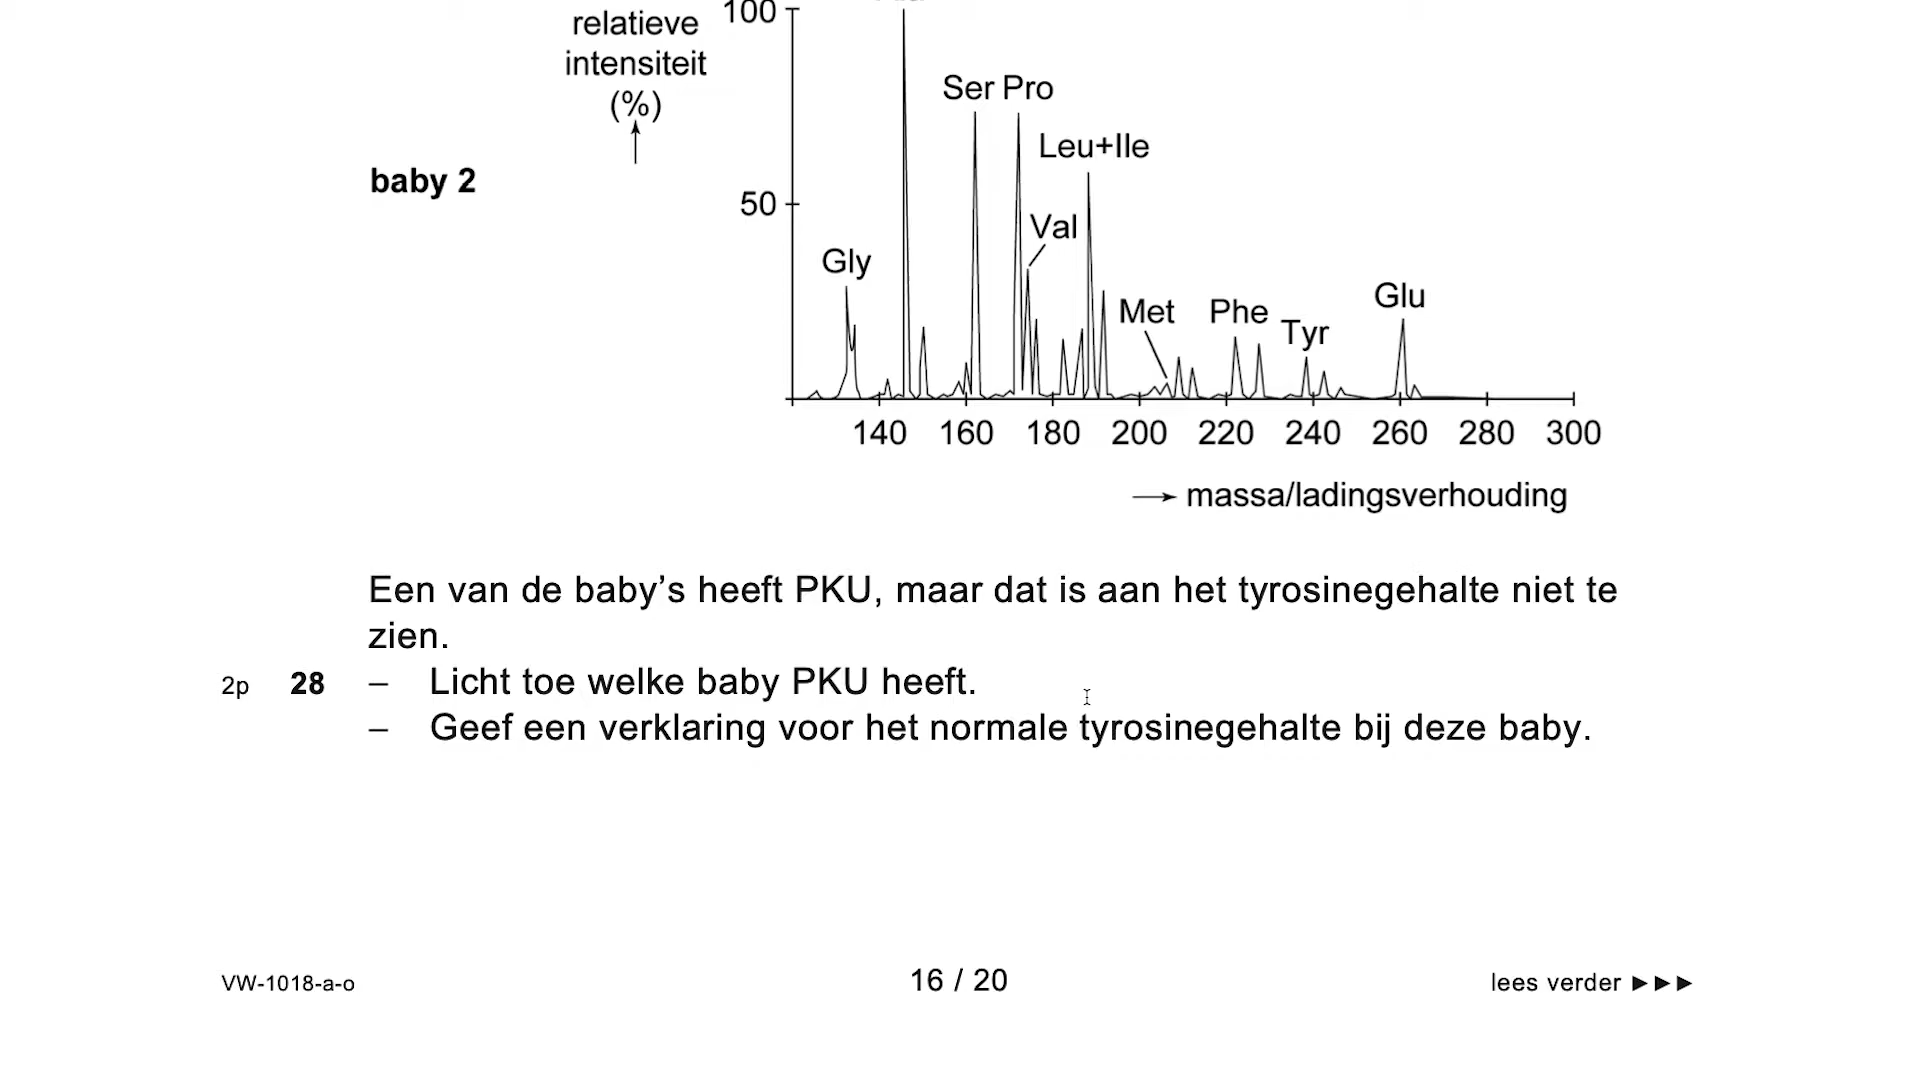 relatieve
intensiteit
(%)
baby 2
100
50
Gly
Ser Pro
Leu+Ile
Val
Met
Phe
Tyr
Glu
140 160 180 200 220 240 260 280 300
massa/ladingsverhouding
Een van de baby’s heeft PKU, maar dat is aan het tyrosinegehalte niet te
zien.
2p 28 – Licht toe welke baby PKU heeft.
– Geef een verklaring voor het normale tyrosinegehalte bij deze baby.
VW-1018-a-o 16 / 20 lees verder ►►►